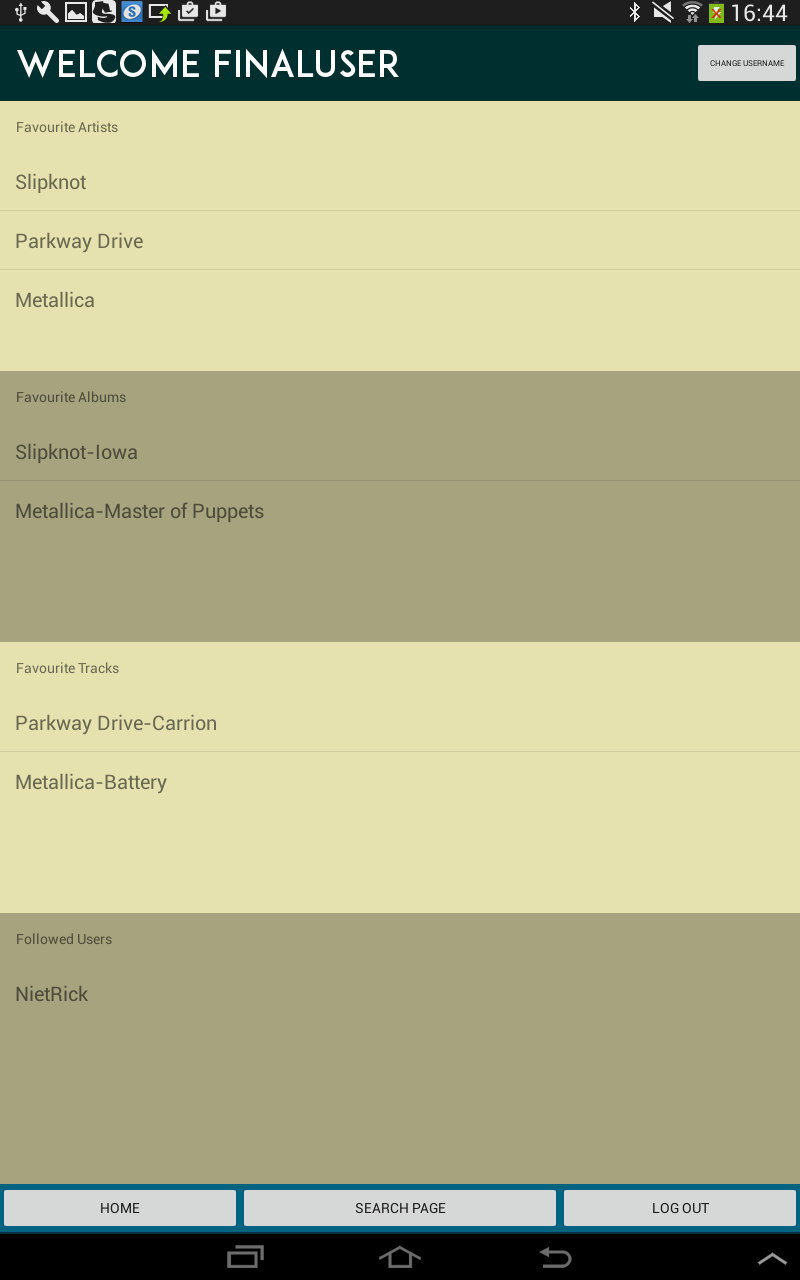 16:44
WELCOME FINALUSER
CHANGE USERNAME
Favourite Artists
Slipknot
Parkway Drive
Metallica
Favourite Albums
Slipknot-Iowa
Metallica-Master of Puppets
Favourite Tracks
Parkway Drive-Carrion
Metallica-Battery
Followed Users
NietRick
HOME
SEARCH PAGE
LOG OUT